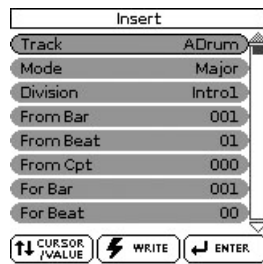 Insert
Track ADrum
Mode Major
Division Intro1
From Bar 001
From Beat 01
From Cpt 000
For Bar 001
For Beat 00
CURSOR
/VALUE WRITE ENTER